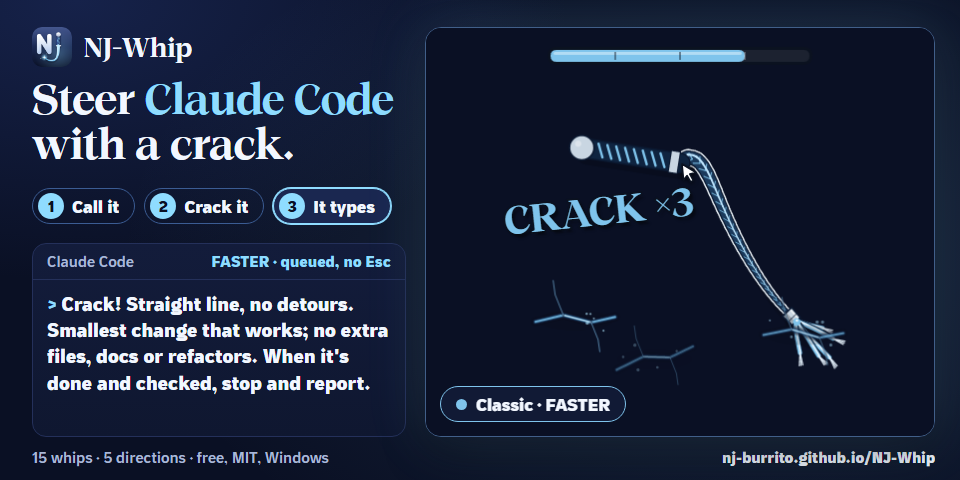 NJ
NJ-Whip
Steer Claude Code
with a crack.
1 Call it
2 Crack it
3 It types
Claude Code
FASTER · queued, no Esc
> Crack! Straight line, no detours.
Smallest change that works; no extra
files, docs or refactors. When it's
done and checked, stop and report.
15 whips · 5 directions · free, MIT, Windows
CRACK ×3
Classic · FASTER
nj-burrito.github.io/NJ-Whip